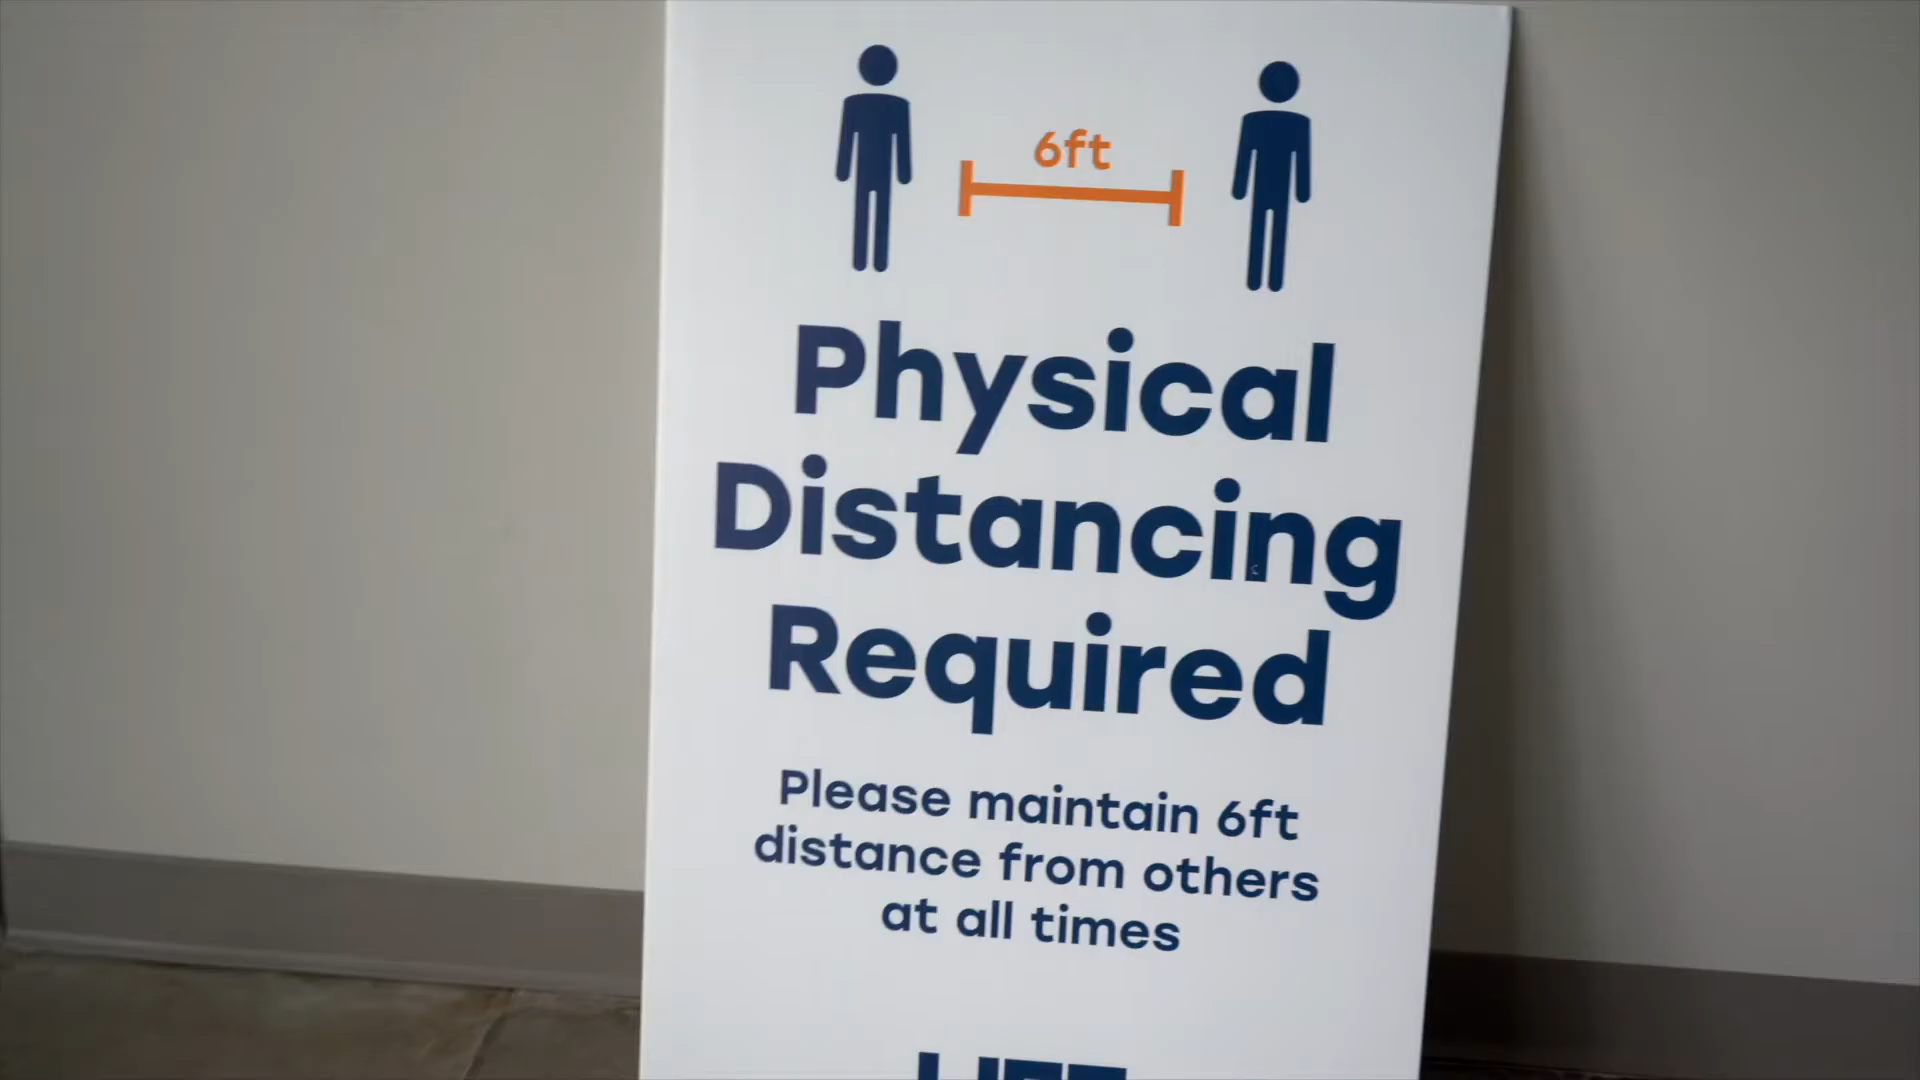 6ft
Physical
Distancing
Required
Please maintain 6ft
distance from others
at all times